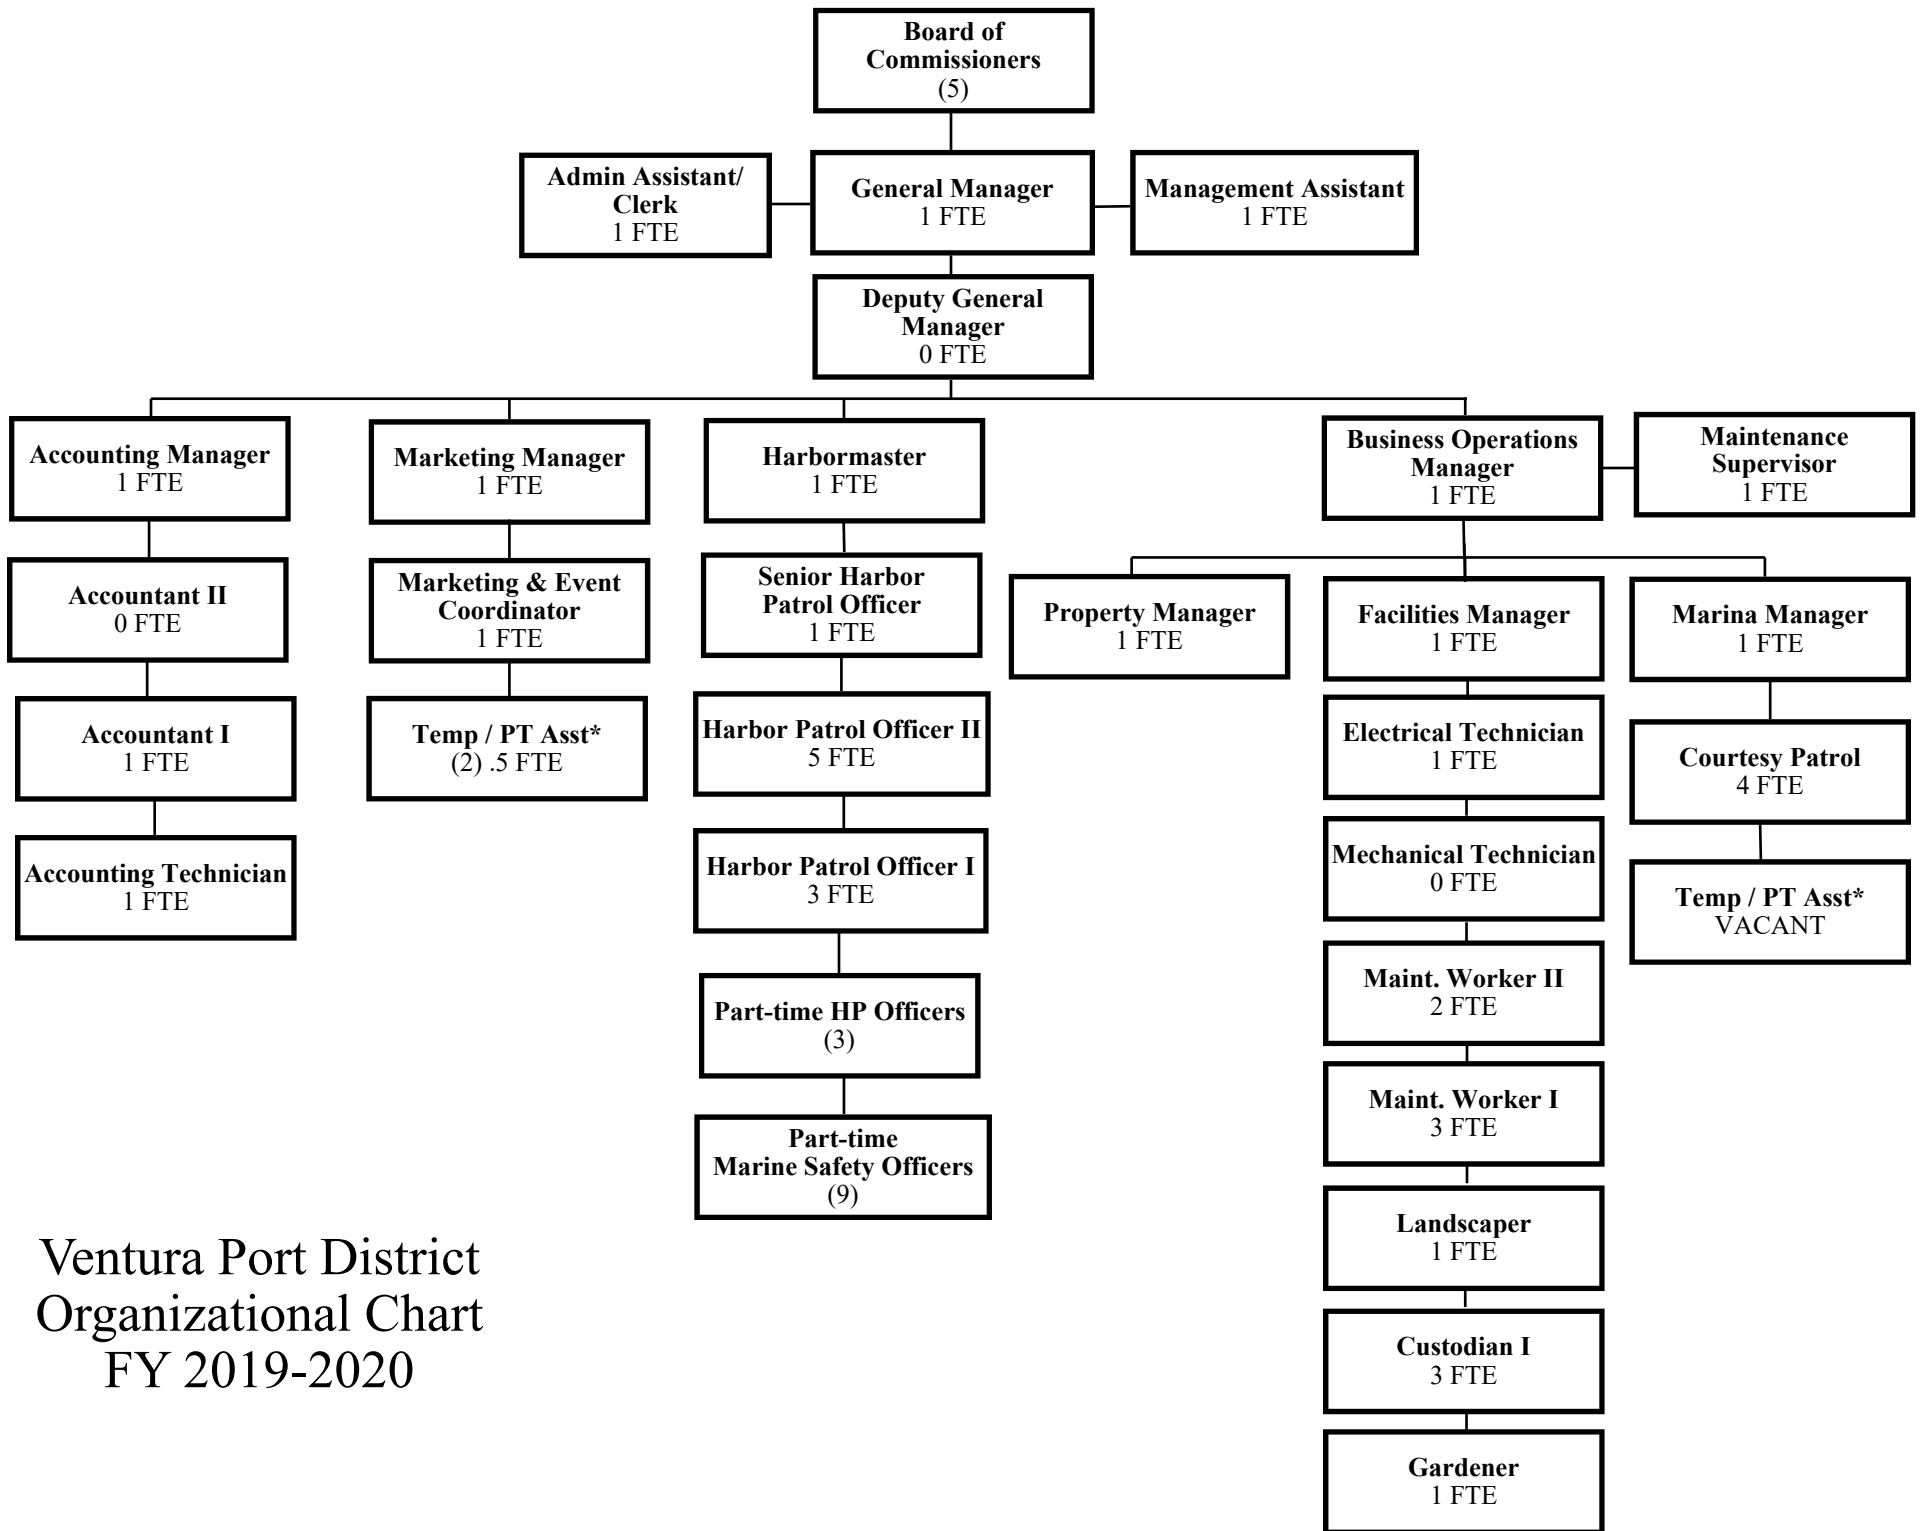 Board of
Commissioners
(5)
Admin Assistant/
Clerk
1 FTE
General Manager
1 FTE
Management Assistant
1 FTE
Deputy General
Manager
0 FTE
Accounting Manager
1 FTE
Marketing Manager
1 FTE
Harbormaster
1 FTE
Business Operations
Manager
1 FTE
Maintenance
Supervisor
1 FTE
Accountant II
0 FTE
Marketing & Event
Coordinator
1 FTE
Senior Harbor
Patrol Officer
1 FTE
Property Manager
1 FTE
Facilities Manager
1 FTE
Marina Manager
1 FTE
Accountant I
1 FTE
Temp / PT Asst*
(2) .5 FTE
Harbor Patrol Officer II
5 FTE
Electrical Technician
1 FTE
Courtesy Patrol
4 FTE
Accounting Technician
1 FTE
Harbor Patrol Officer I
3 FTE
Mechanical Technician
0 FTE
Temp / PT Asst*
VACANT
Part-time HP Officers
(3)
Maint. Worker II
2 FTE
Part-time
Marine Safety Officers
(9)
Maint. Worker I
3 FTE
Landscaper
1 FTE
Custodian I
3 FTE
Gardener
1 FTE
Ventura Port District
Organizational Chart
FY 2019-2020